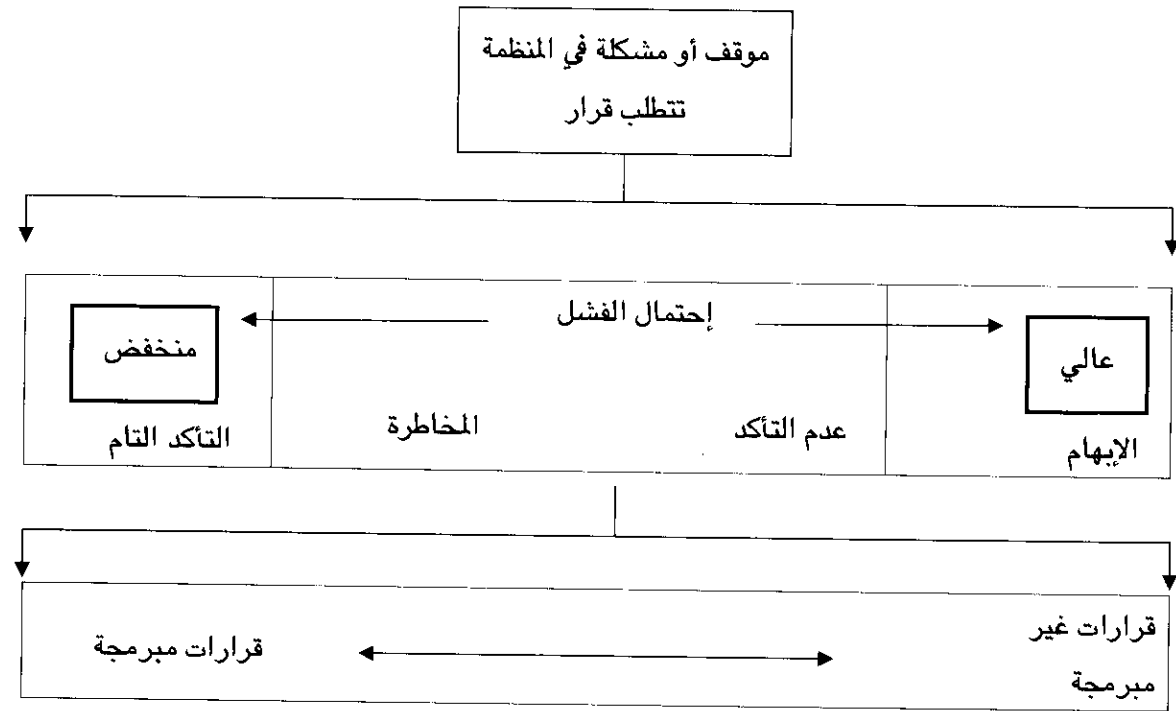 موقف أو مشكلة في المنظمة
تتطلب قرار
إحتمال الفشل
عالي
منخفض
الإبهام
عدم التأكد
المخاطرة
التأكد التام
قرارات غير
مبرمجة
قرارات مبرمجة